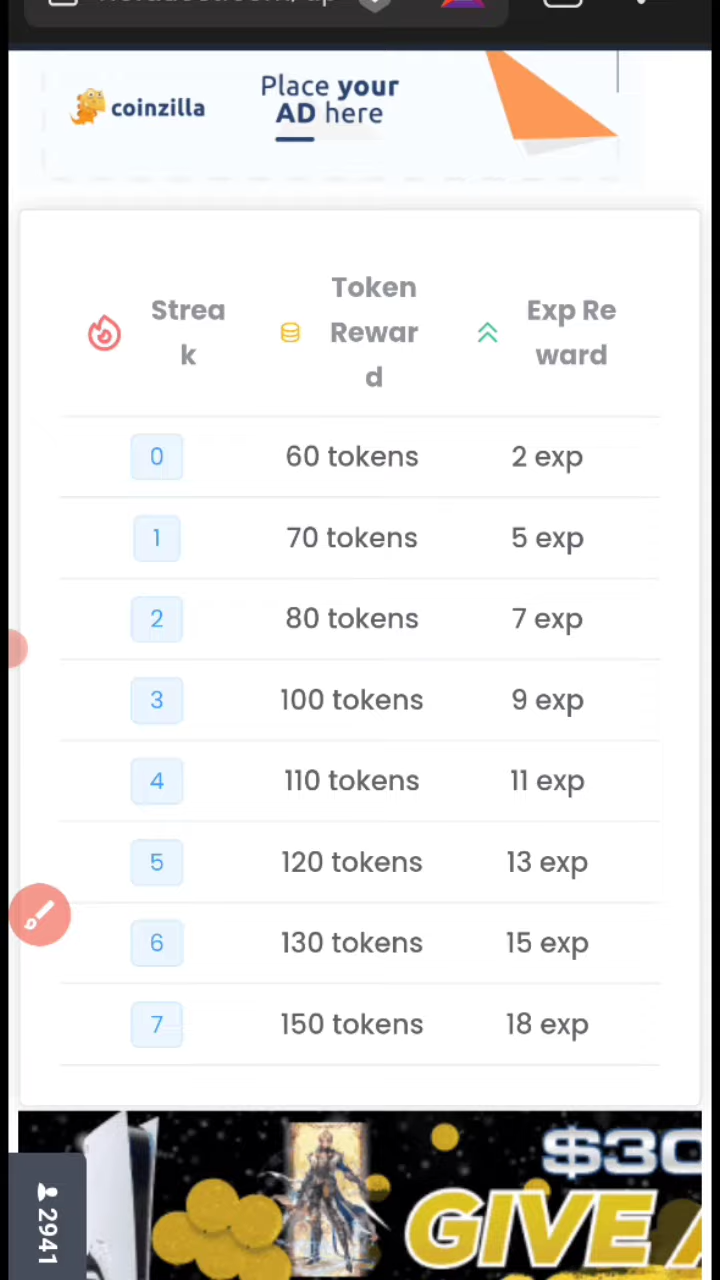 coinzilla
Place your
AD here
Strea
k
Token
Rewar
d
Exp Re
ward
0 60 tokens 2 exp
1 70 tokens 5 exp
2 80 tokens 7 exp
3 100 tokens 9 exp
4 110 tokens 11 exp
5 120 tokens 13 exp
6 130 tokens 15 exp
7 150 tokens 18 exp
$30
GIVE A
2941